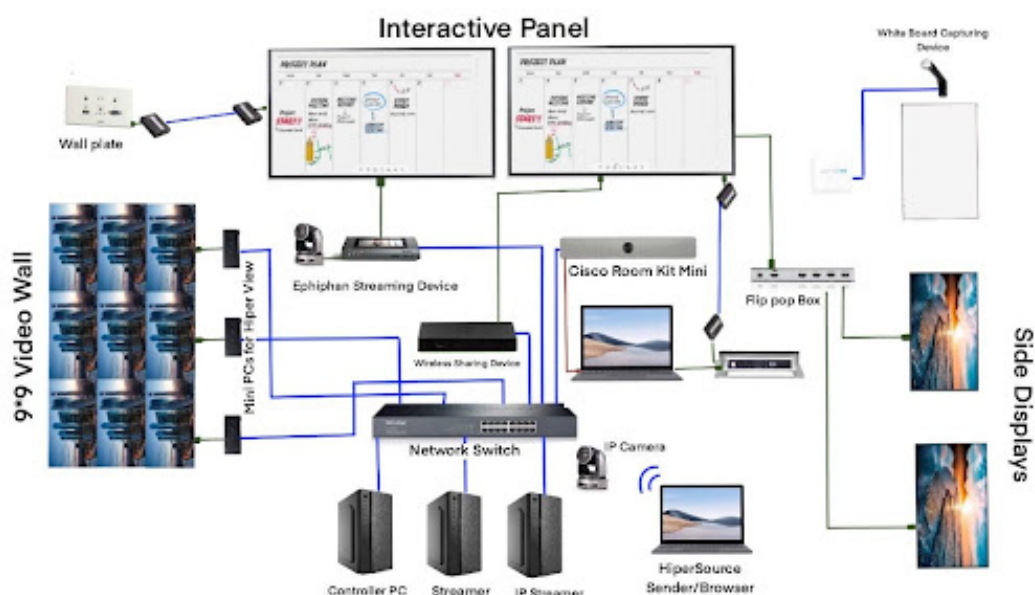 Interactive Panel
White Board Capturing
Device
PROJECT PLAN
PROJECT PLAN
Wall plate
9*9 Video Wall
Mini PCs for Hiper View
Ephiphan Streaming Device
Cisco Room Kit Mini
Flip pop Box
Wireless Sharing Device
Side Displays
Network Switch
IP Camera
Controller PC
Streamer
IP Streamer
HiperSource
Sender/Browser